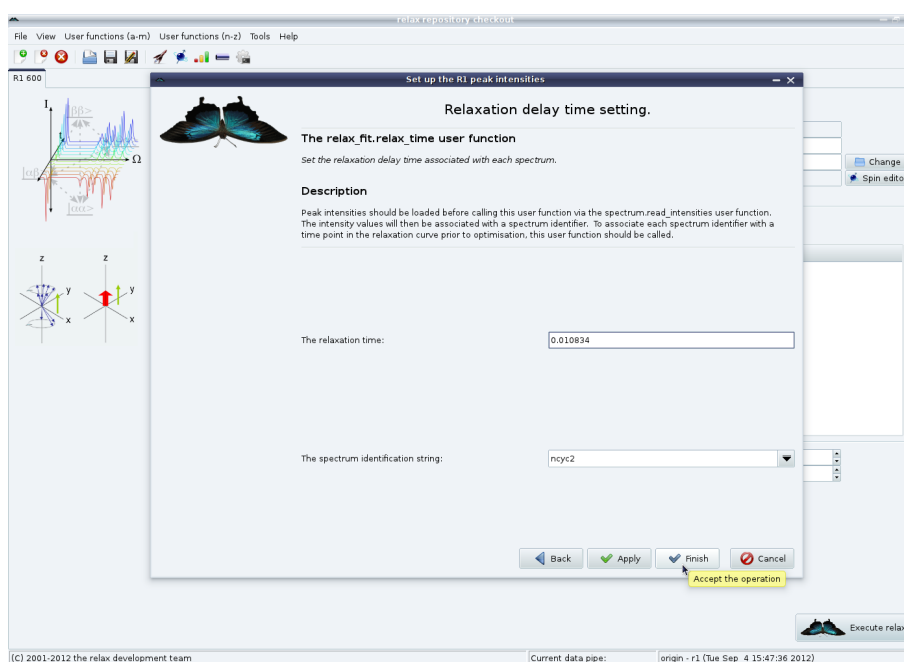 relax repository checkout
File View User functions (a-m) User functions (n-z) Tools Help
R1 600
Set up the R1 peak intensities
I
|ββ>
t
Ω
|αβ
|αα>
z z
y y
x x
Relaxation delay time setting.
The relax_fit.relax_time user function
Set the relaxation delay time associated with each spectrum.
Description
Peak intensities should be loaded before calling this user function via the spectrum.read_intensities user function.
The intensity values will then be associated with a spectrum identifier. To associate each spectrum identifier with a
time point in the relaxation curve prior to optimisation, this user function should be called.
Change
Spin edito
The relaxation time: 0.010834
The spectrum identification string: ncyc2
Back Apply Finish Cancel
Accept the operation
Execute relax
(C) 2001-2012 the relax development team Current data pipe: origin - r1 (Tue Sep 4 15:47:36 2012)